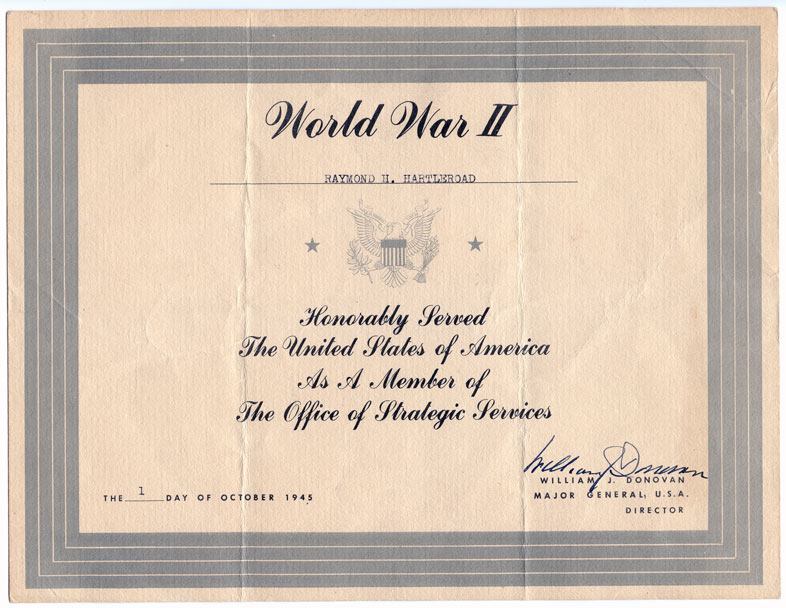 World War II
RAYMOND H. HARTLEROAD
Honorably Served
The United States of America
As A Member of
The Office of Strategic Services
William J Donovan
WILLIAM J. DONOVAN
THE 1 DAY OF OCTOBER 1945
MAJOR GENERAL, U.S.A.
DIRECTOR